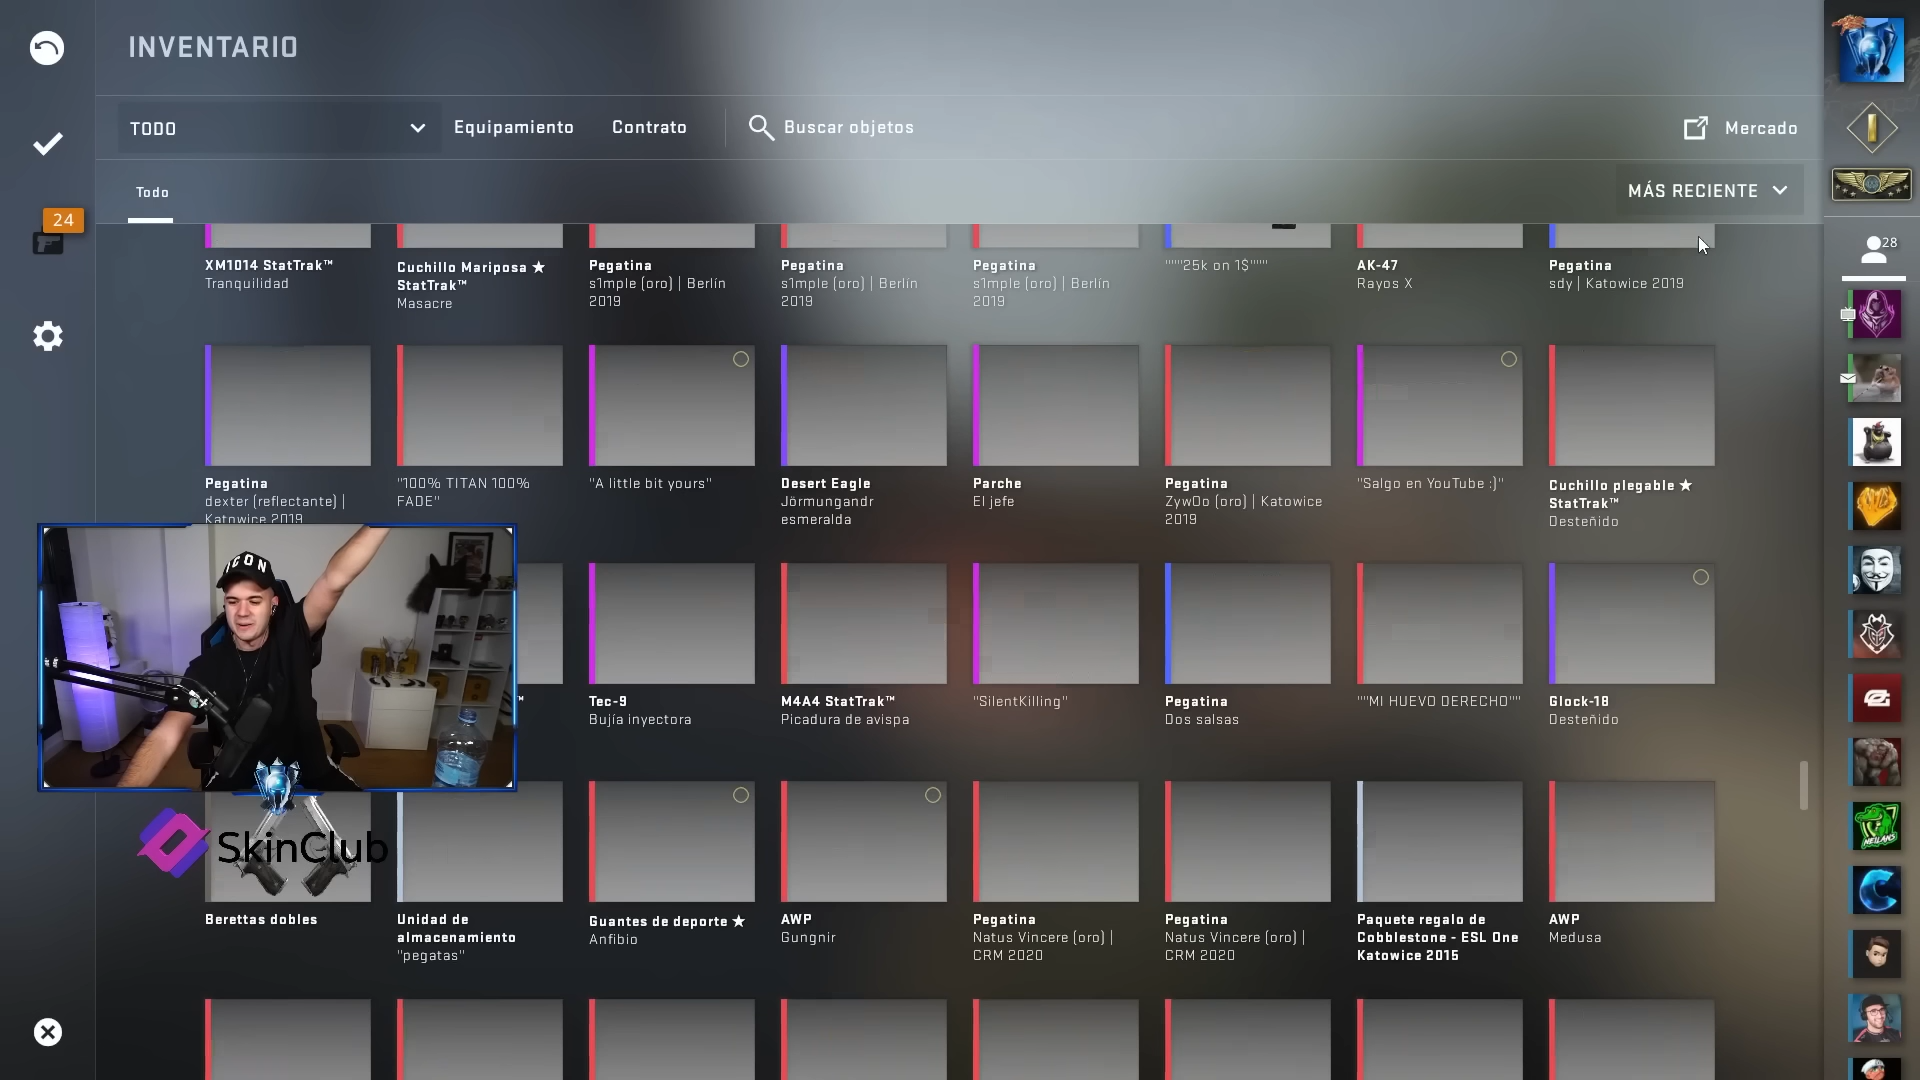 INVENTARIO
TODO
Equipamiento
Contrato
Buscar objetos
Mercado
Todo
MÁS RECIENTE
24
28
XM1014 StatTrak™
Tranquilidad
Cuchillo Mariposa ★
StatTrak™
Masacre
Pegatina
s1mple (oro) | Berlín
2019
Pegatina
s1mple (oro) | Berlín
2019
Pegatina
s1mple (oro) | Berlín
2019
"""25k on 1$"""
AK-47
Rayos X
Pegatina
sdy | Katowice 2019
Pegatina
dexter (reflectante) |
Katowice 2019
"100% TITAN 100%
FADE"
"A little bit yours"
Desert Eagle
Jörmungandr
esmeralda
Parche
El jefe
Pegatina
ZywOo (oro) | Katowice
2019
"Salgo en YouTube :)"
Cuchillo plegable ★
StatTrak™
Desteñido
ICON
™
Tec-9
Bujía inyectora
M4A4 StatTrak™
Picadura de avispa
"SilentKilling"
Pegatina
Dos salsas
""MI HUEVO DERECHO""
Glock-18
Desteñido
SkinClub
Berettas dobles
Unidad de
almacenamiento
"pegatas"
Guantes de deporte ★
Anfibio
AWP
Gungnir
Pegatina
Natus Vincere (oro) |
CRM 2020
Pegatina
Natus Vincere (oro) |
CRM 2020
Paquete regalo de
Cobblestone - ESL One
Katowice 2015
AWP
Medusa